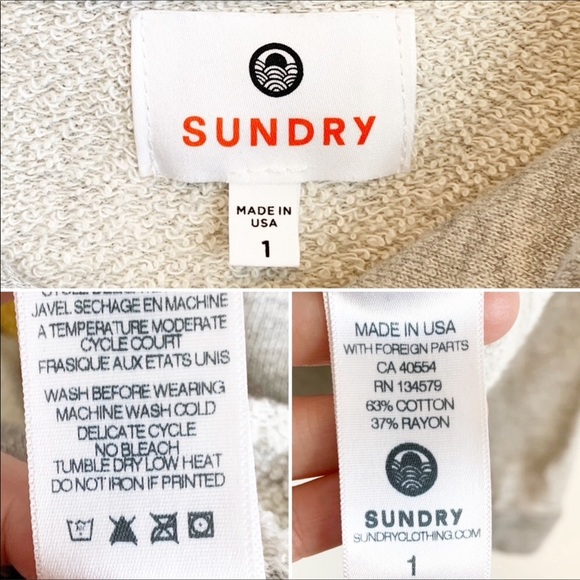 SUNDRY
MADE IN
USA
1
JAVEL SECHAGE EN MACHINE
A TEMPERATURE MODERATE
CYCLE COURT
FRASIQUE AUX ETATS UNIS
WASH BEFORE WEARING
MACHINE WASH COLD
DELICATE CYCLE
NO BLEACH
TUMBLE DRY LOW HEAT
DO NOT IRON IF PRINTED
MADE IN USA
WITH FOREIGN PARTS
CA 40554
RN 134579
63% COTTON
37% RAYON
SUNDRY
SUNDRYCLOTHING.COM
1